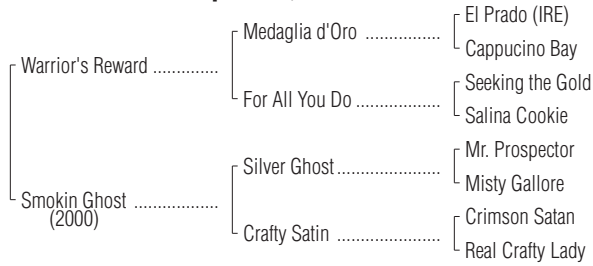 El Prado (IRE)
Medaglia d'Oro ................
Cappucino Bay
Warrior's Reward .............
Seeking the Gold
For All You Do ..................
Salina Cookie
Mr. Prospector
Silver Ghost................
Misty Gallore
Smokin Ghost .................
(2000)
Crimson Satan
Crafty Satin ..................
Real Crafty Lady